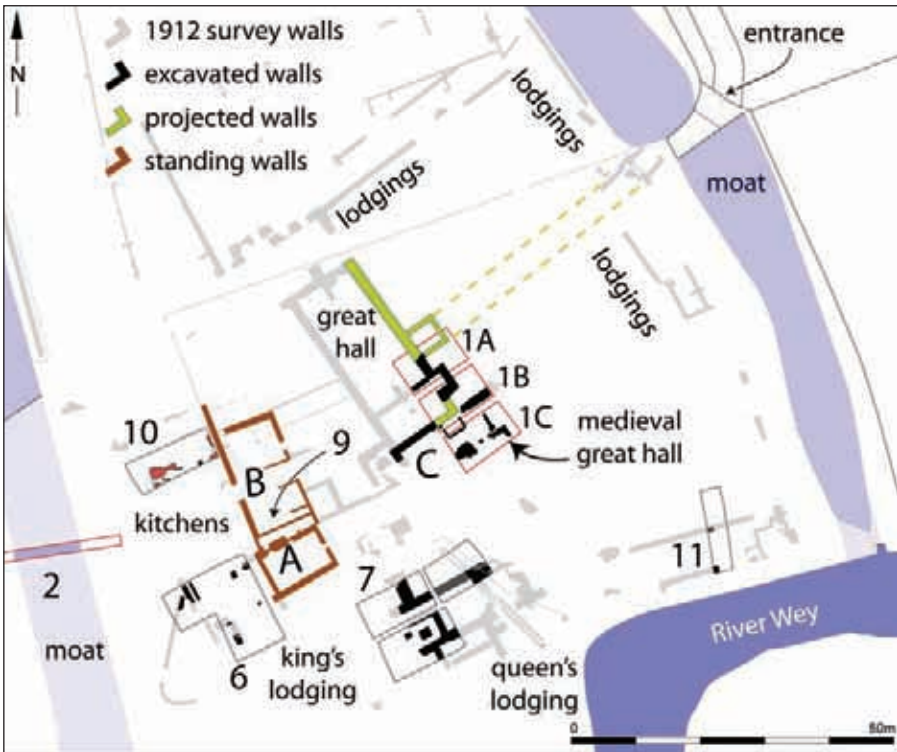 N
1912 survey walls
excavated walls
projected walls
standing walls
entrance
lodgings
lodgings
moat
lodgings
great
hall
1A
1B
1C
medieval
great hall
C
10
9
B
kitchens
A
2
moat
6
7
king's
lodging
queen's
lodging
11
River Wey
0
50m